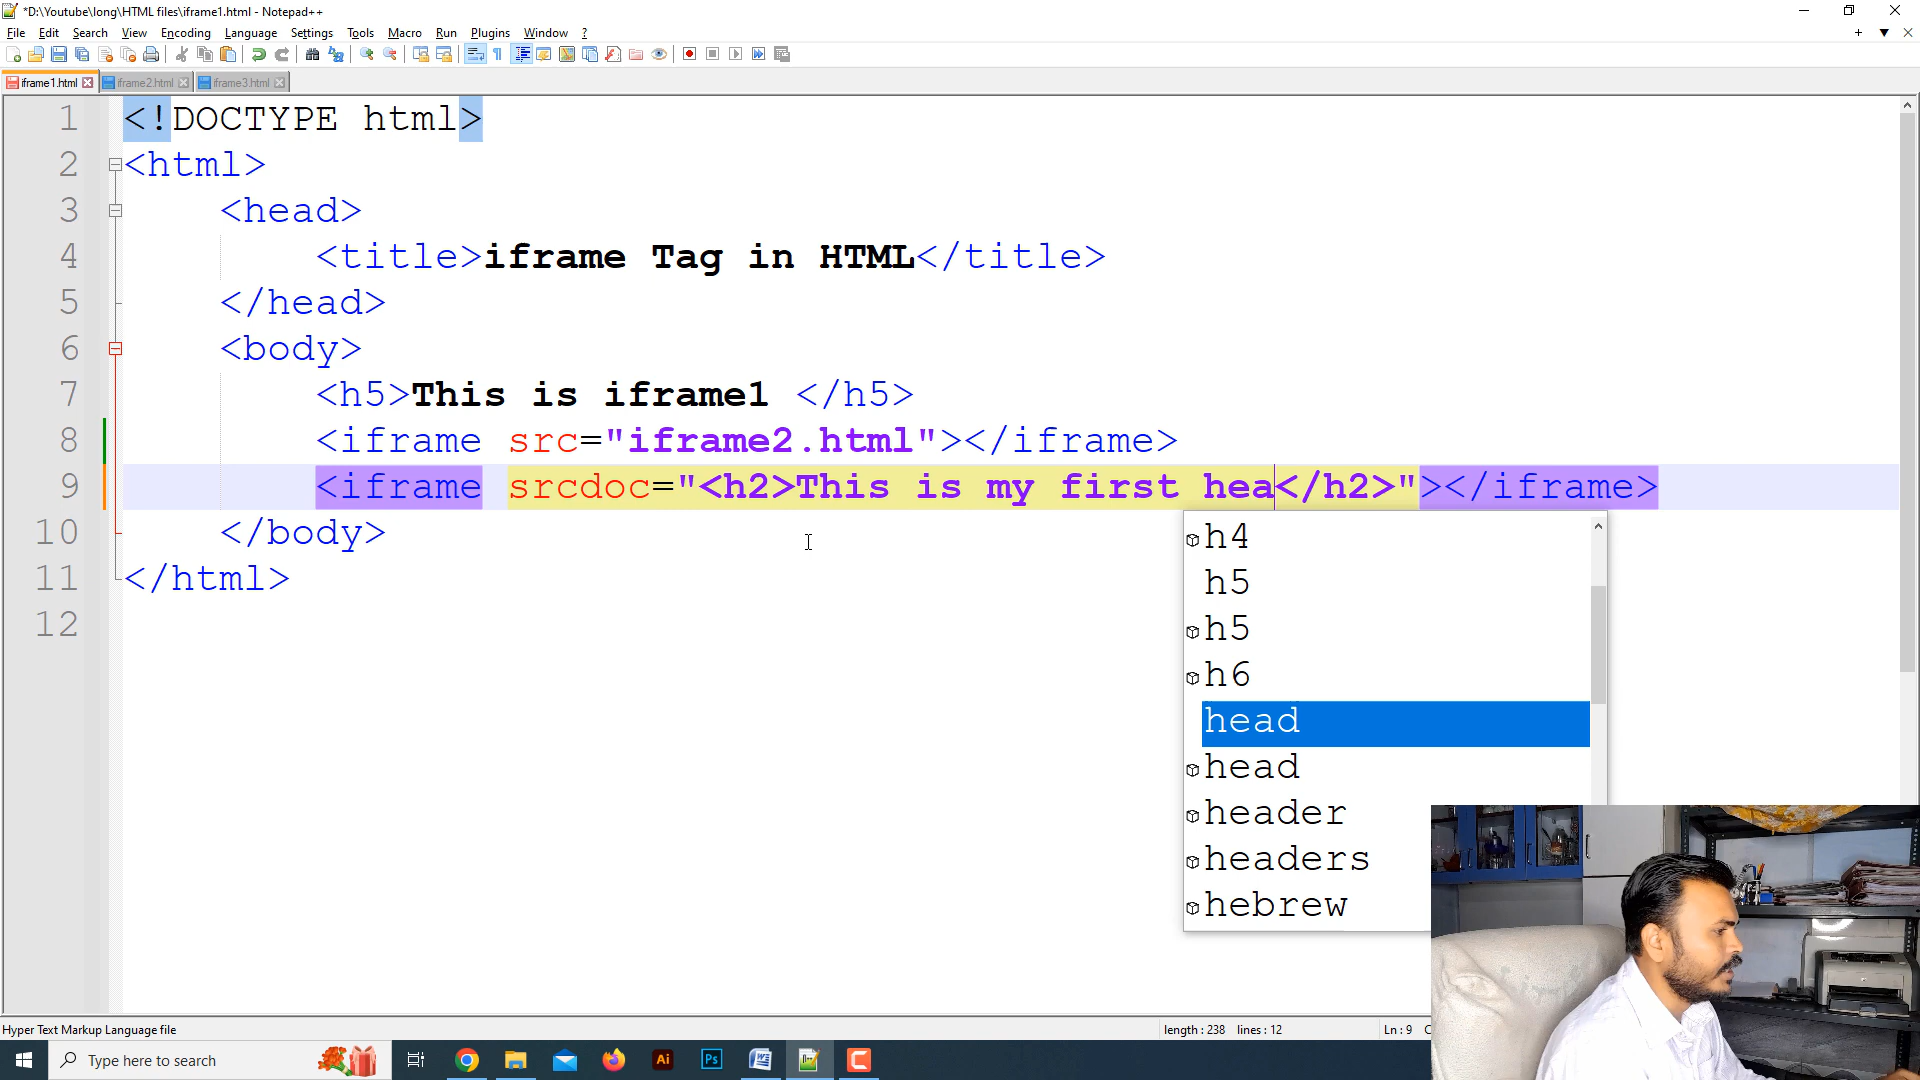 *D:\Youtube\long\HTML files\iframe1.html - Notepad++
File Edit Search View Encoding Language Settings Tools Macro Run Plugins Window ?
iframe1.html iframe2.html iframe3.html
1 <!DOCTYPE html>
2 <html>
3 <head>
4 <title>iframe Tag in HTML</title>
5 </head>
6 <body>
7 <h5>This is iframe1 </h5>
8 <iframe src="iframe2.html"></iframe>
9 <iframe srcdoc="<h2>This is my first hea</h2>"></iframe>
10 </body>
11 </html>
12
h4
h5
h5
h6
head
head
header
headers
hebrew
Hyper Text Markup Language file length : 238 lines : 12 Ln : 9
Type here to search Ai Ps